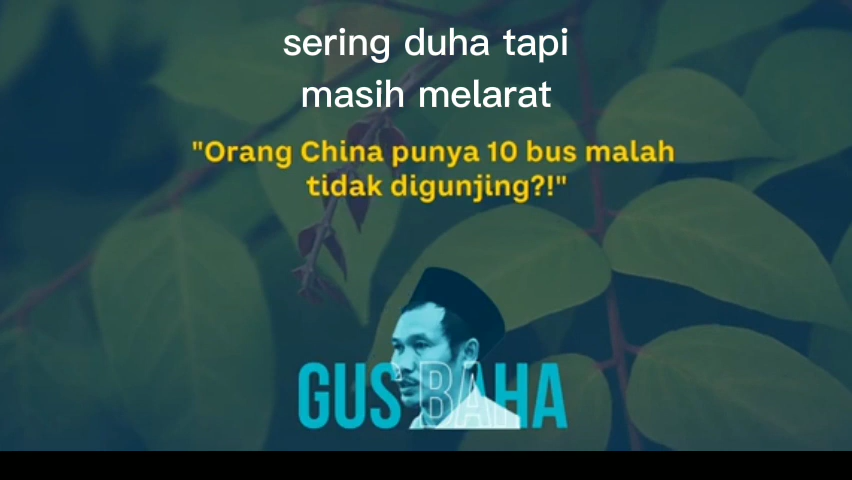 sering duha tapi
masih melarat
"Orang China punya 10 bus malah
tidak digunjing?!"
GUS BAHA